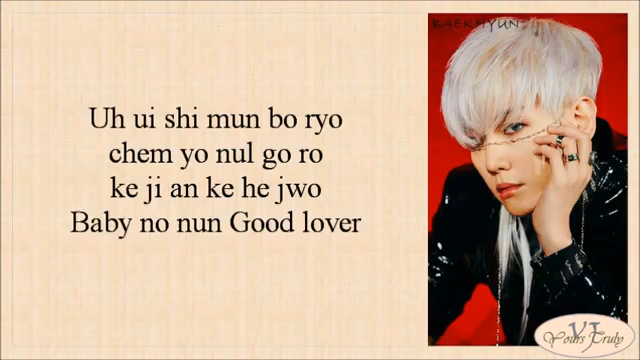 BAEKHYUN
Uh ui shi mun bo ryo
chem yo nul go ro
ke ji an ke he jwo
Baby no nun Good lover
VJ
Yours Truly